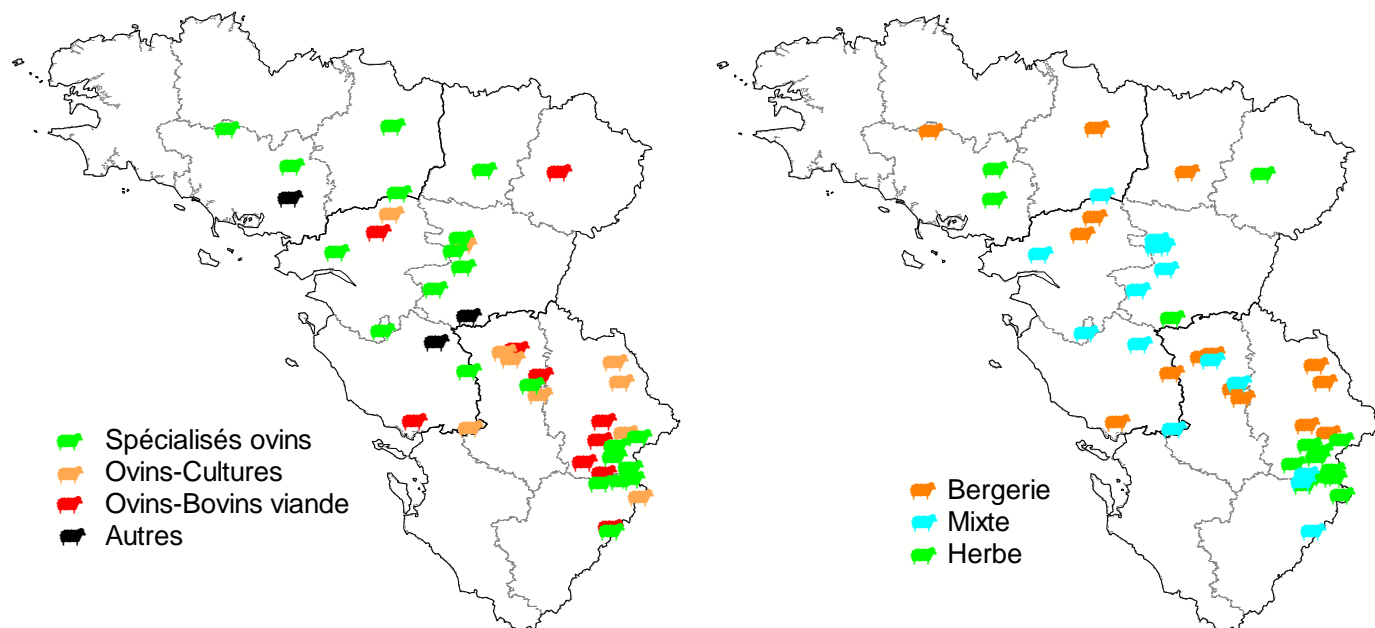 Spécialisés ovins
Ovins-Cultures
Ovins-Bovins viande
Autres
Bergerie
Mixte
Herbe